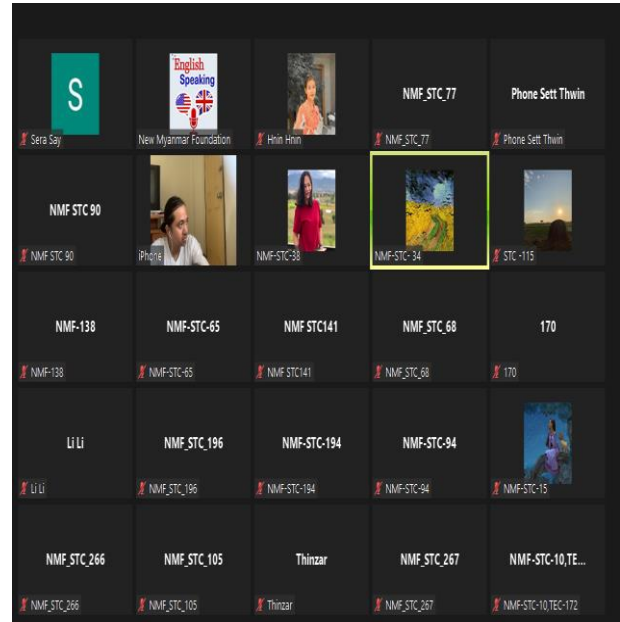 S
Sera Say
English
Speaking
New Myanmar Foundation
Hnin Hnin
NMF_STC_77
NMF_STC_77
Phone Sett Thwin
Phone Sett Thwin
NMF STC 90
NMF STC 90
iPhone
NMF-STC-38
NMF-STC- 34
STC -115
NMF-138
NMF-138
NMF-STC-65
NMF-STC-65
NMF STC141
NMF STC141
NMF_STC_68
NMF_STC_68
170
170
Li Li
Li Li
NMF_STC_196
NMF_STC_196
NMF-STC-194
NMF-STC-194
NMF-STC-94
NMF-STC-94
NMF-STC-15
NMF_STC_266
NMF_STC_266
NMF_STC_105
NMF_STC_105
Thinzar
Thinzar
NMF_STC_267
NMF_STC_267
NMF-STC-10,TE...
NMF-STC-10,TEC-172